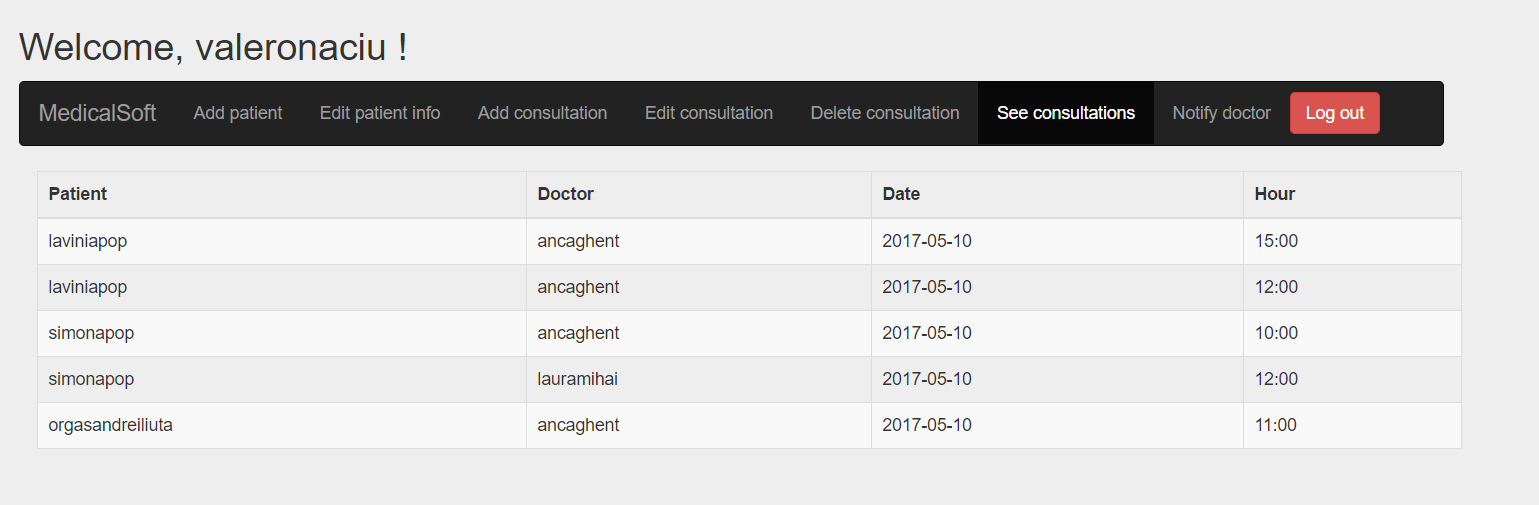 Welcome, valeronaciu !
MedicalSoft Add patient Edit patient info Add consultation Edit consultation Delete consultation See consultations Notify doctor Log out
Patient Doctor Date Hour
laviniapop ancaghent 2017-05-10 15:00
laviniapop ancaghent 2017-05-10 12:00
simonapop ancaghent 2017-05-10 10:00
simonapop lauramihai 2017-05-10 12:00
orgasandreiliuta ancaghent 2017-05-10 11:00